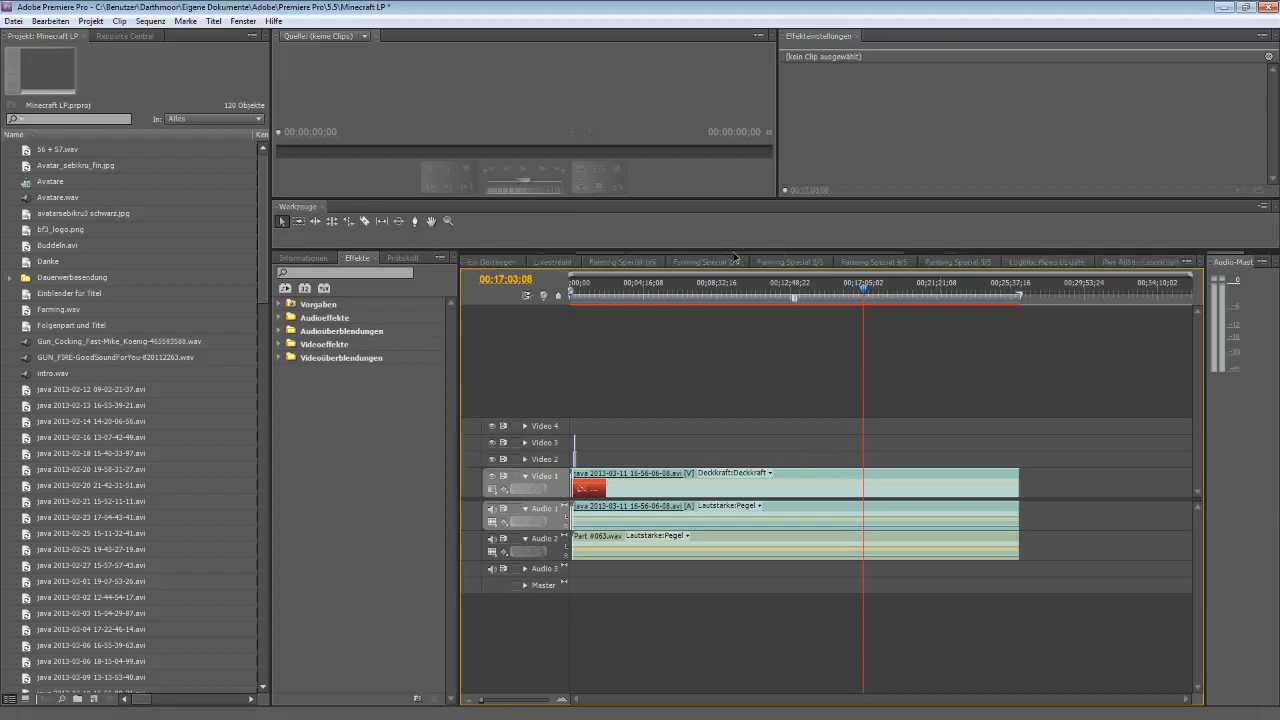 Adobe Premiere Pro - C:\Benutzer\Darthmoor\Eigene Dokumente\Adobe\Premiere Pro\5.5\Minecraft LP *
Datei Bearbeiten Projekt Clip Sequenz Marke Titel Fenster Hilfe
Projekt: Minecraft LP Resource Central
Minecraft LP.prproj 120 Objekte
In: Alles
Name Ken
56 + 57.wav
Avatar_sebikru_fin.jpg
Avatare
Avatare.wav
avatarsebikru3 schwarz.jpg
bf3_logo.png
Buddeln.avi
Danke
Dauerwerbesendung
Einblender für Titel
Farming.wav
Folgenpart und Titel
Gun_Cocking_Fast-Mike_Koenig-465593588.wav
GUN_FIRE-GoodSoundForYou-820112263.wav
intro.wav
java 2013-02-12 09-02-21-37.avi
java 2013-02-13 16-53-39-21.avi
java 2013-02-14 14-20-06-56.avi
java 2013-02-16 13-07-42-49.avi
java 2013-02-18 15-40-33-97.avi
java 2013-02-20 19-58-31-27.avi
java 2013-02-20 21-42-31-51.avi
java 2013-02-21 15-52-11-11.avi
java 2013-02-23 17-04-43-41.avi
java 2013-02-25 15-11-32-41.avi
java 2013-02-25 19-43-27-19.avi
java 2013-02-27 15-57-57-43.avi
java 2013-03-01 19-07-53-26.avi
java 2013-03-02 12-44-54-17.avi
java 2013-03-02 15-04-29-87.avi
java 2013-03-04 17-22-46-14.avi
java 2013-03-06 16-55-39-63.avi
java 2013-03-06 18-15-04-99.avi
java 2013-03-09 13-13-53-40.avi
Quelle: (keine Clips)
00;00;00;00 00;00;00;00
Effekteinstellungen
(kein Clip ausgewählt)
00;17;03;08
Werkzeuge
Informationen Effekte Protokoll
Vorgaben
Audioeffekte
Audioüberblendungen
Videoeffekte
Videoüberblendungen
Livestream Farming Special 2/5 Farming Special 3/5 Logistic Pipes Update
00;17;03;08
;00;00 00;04;16;08 00;08;32;16 00;12;48;22 00;17;05;02 00;21;21;08 00;25;37;16 00;29;53;24 00;34;10;02
Video 4
Video 3
Video 2
Video 1 java 2013-03-11 16-56-06-08.avi [V] Deckkraft:Deckkraft
Audio 1 java 2013-03-11 16-56-06-08.avi [A] Lautstärke:Pegel
Audio 2 Part #063.wav Lautstärke:Pegel
Audio 3
Master
Audio-Mast
0
-6
-12
-18
-30